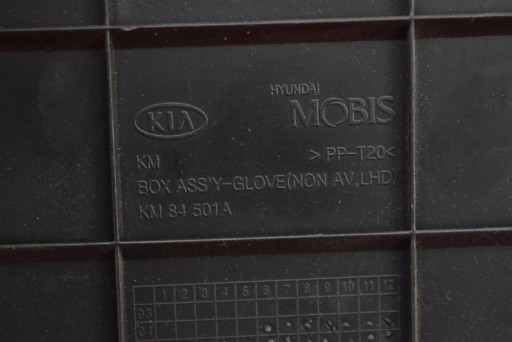 HYUNDAI
KIA MOBIS
KM >PP-T20<
BOX ASS'Y-GLOVE(NON AV,LHD)
KM 84 501A
1 2 3 4 5 6 7 8 9 10 11 12
03
04